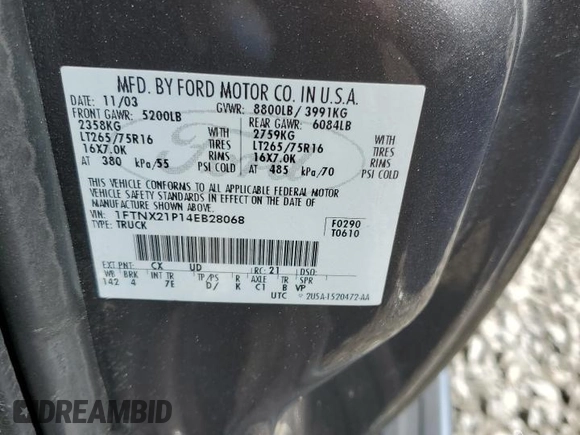 MFD. BY FORD MOTOR CO. IN U.S.A.
DATE: 11/03 GVWR: 8800LB/ 3991KG
FRONT GAWR: 5200LB REAR GAWR: 6084LB
2358KG 2759KG
LT265/75R16 TIRES LT265/75R16 TIRES
16X7.0K RIMS 16X7.0K RIMS
AT 380 kPa/55 PSI COLD AT 485 kPa/70 PSI COLD
THIS VEHICLE CONFORMS TO ALL APPLICABLE FEDERAL MOTOR
VEHICLE SAFETY STANDARDS IN EFFECT ON THE DATE OF
MANUFACTURE SHOWN ABOVE.
VIN: 1FTNX21P14EB28068 F0290
TYPE: TRUCK T0610
EXT PNT: CX UD RC: 21 DSO:
WB BRK INT TR TP/PS R AXLE TR SPR
142 4 7E D/ K C1 B VP
UTC 2U5A-1520472-AA
Ford
DREAMBID